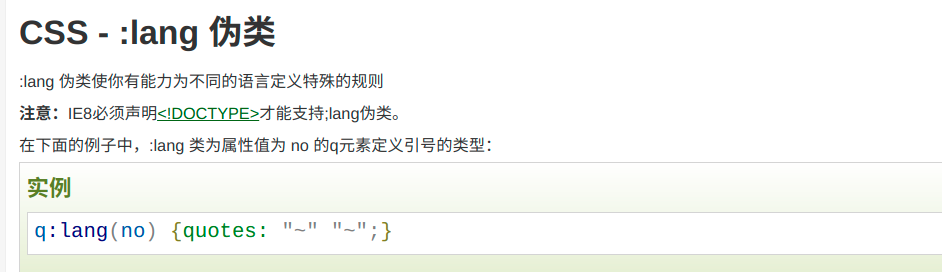 CSS - :lang 伪类
:lang 伪类使你有能力为不同的语言定义特殊的规则
注意：IE8必须声明<!DOCTYPE>才能支持;lang伪类。
在下面的例子中，:lang 类为属性值为 no 的q元素定义引号的类型：
实例
q:lang(no) {quotes: "~" "~";}